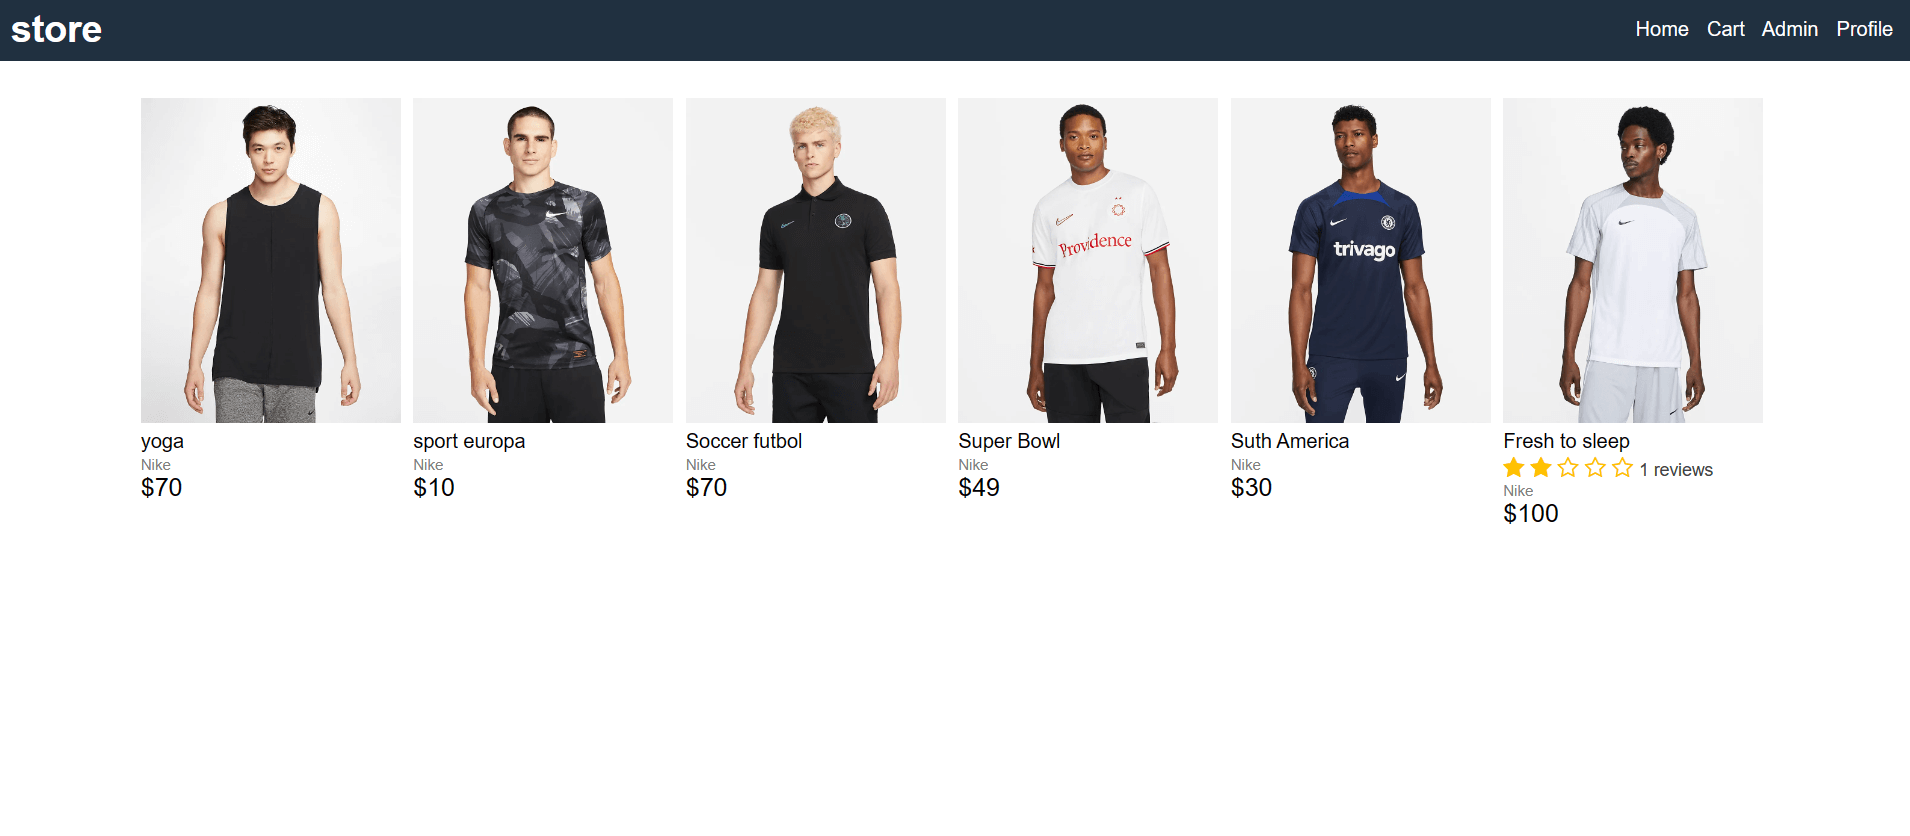 store
Home Cart Admin Profile
Providence
trivago
yoga
Nike
$70
sport europa
Nike
$10
Soccer futbol
Nike
$70
Super Bowl
Nike
$49
Suth America
Nike
$30
Fresh to sleep
1 reviews
Nike
$100